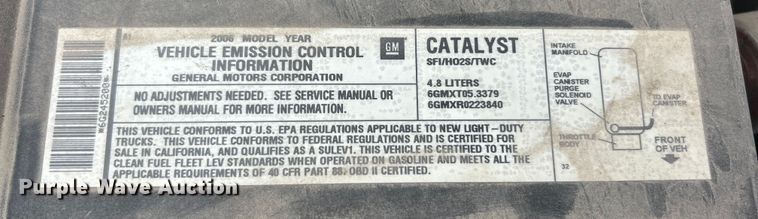 2006 MODEL YEAR
VEHICLE EMISSION CONTROL
INFORMATION
GENERAL MOTORS CORPORATION
GM
NO ADJUSTMENTS NEEDED. SEE SERVICE MANUAL OR
OWNERS MANUAL FOR MORE INFORMATION.
CATALYST
SFI/HO2S/TWC
4.8 LITERS
6GMXT05.3379
6GMXR0223840
THIS VEHICLE CONFORMS TO U.S. EPA REGULATIONS APPLICABLE TO NEW LIGHT-DUTY
TRUCKS. THIS VEHICLE CONFORMS TO FEDERAL REGULATIONS AND IS CERTIFIED FOR
SALE IN CALIFORNIA, AND QUALIFIES AS A SULEV1. THIS VEHICLE IS CERTIFIED TO THE
CLEAN FUEL FLEET LEV STANDARDS WHEN OPERATED ON GASOLINE AND MEETS ALL THE
APPLICABLE REQUIREMENTS OF 40 CFR PART 88. OBD II CERTIFIED.
INTAKE
MANIFOLD
EVAP
CANISTER
PURGE
SOLENOID
VALVE
TO EVAP
CANISTER
THROTTLE
BODY
FRONT
OF VEH
32
Purple Wave Auction